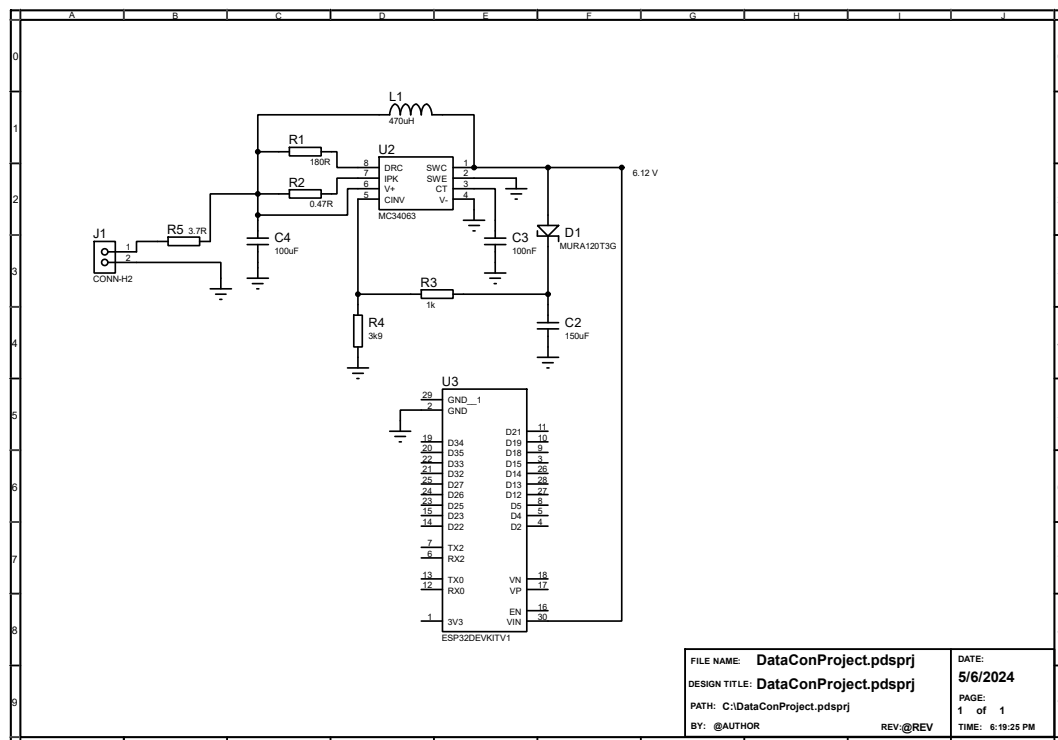 A B C D E F G H I J
0
1
2
3
4
5
6
7
8
9
L1
470uH
R1
180R
R2
0.47R
U2
8 DRC SWC 1
7 IPK SWE 2
6 V+ CT 3
5 CINV V- 4
MC34063
6.12 V
J1
1
2
CONN-H2
R5 3.7R
C4
100uF
C3
100nF
D1
MURA120T3G
R3
1k
R4
3k9
C2
150uF
U3
29 GND__1
2 GND
D21 11
19 D34 D19 10
20 D35 D18 9
22 D33 D15 3
21 D32 D14 26
25 D27 D13 28
24 D26 D12 27
23 D25 D5 8
15 D23 D4 5
14 D22 D2 4
7 TX2
6 RX2
13 TX0 VN 18
12 RX0 VP 17
EN 16
1 3V3 VIN 30
ESP32DEVKITV1
FILE NAME: DataConProject.pdsprj
DESIGN TITLE: DataConProject.pdsprj
PATH: C:\DataConProject.pdsprj
BY: @AUTHOR REV:@REV
DATE:
5/6/2024
PAGE:
1 of 1
TIME: 6:19:25 PM